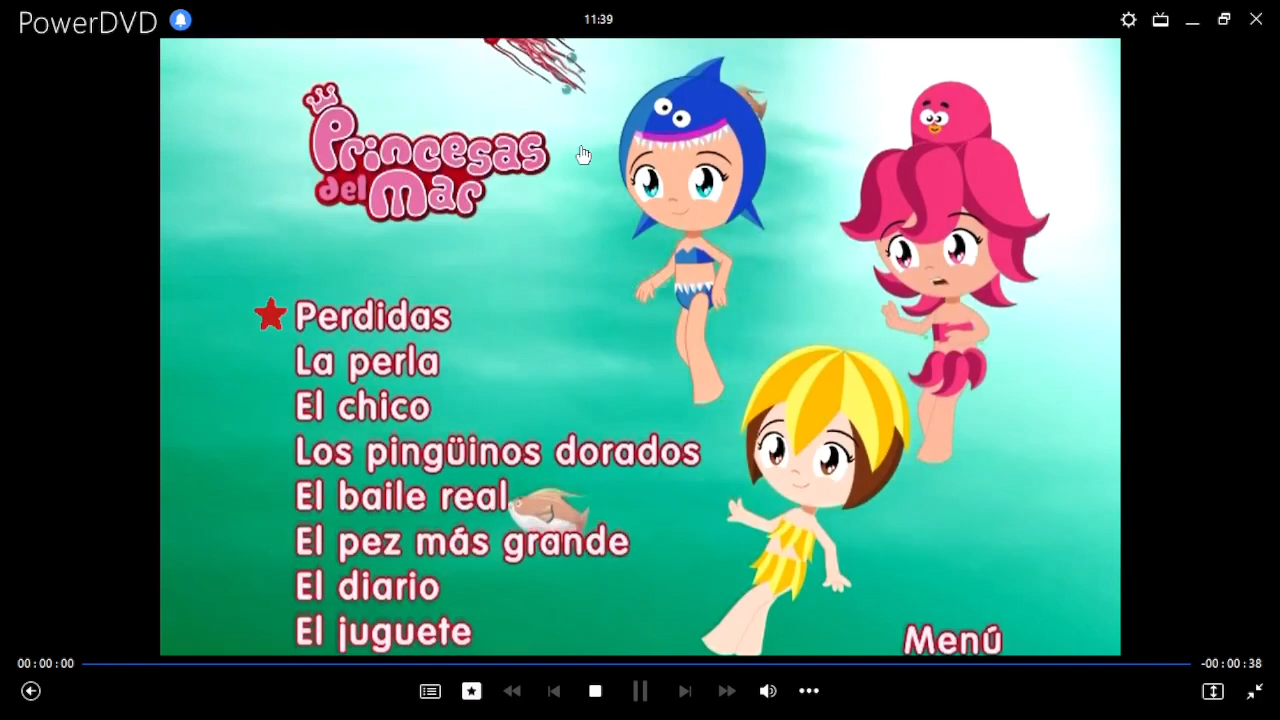 PowerDVD
11:39
Princesas
del Mar
Perdidas
La perla
El chico
Los pingüinos dorados
El baile real
El pez más grande
El diario
El juguete
Menú
00:00:00
-00:00:38